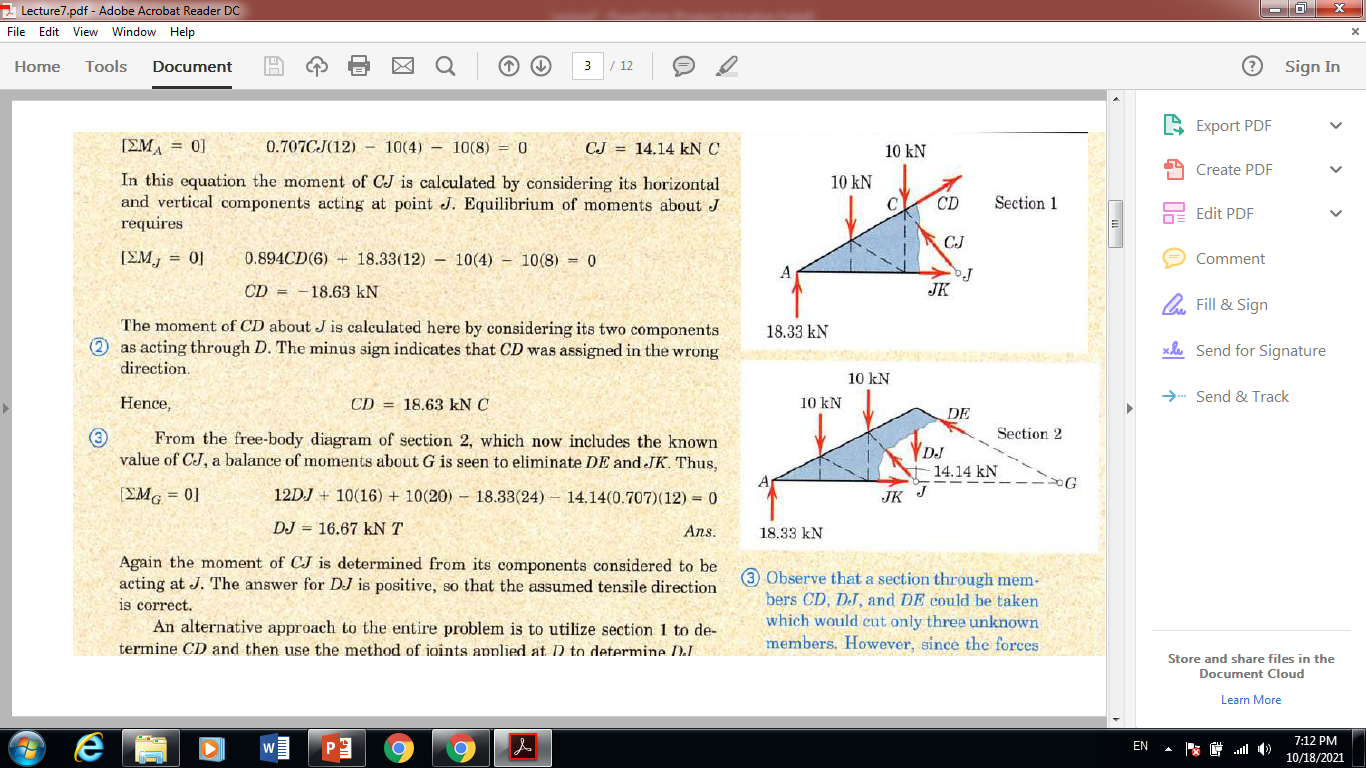 Lecture7.pdf - Adobe Acrobat Reader DC
File Edit View Window Help
Home Tools Document 3 / 12 Sign In
[ΣM_A = 0] 0.707CJ(12) − 10(4) − 10(8) = 0 CJ = 14.14 kN C
In this equation the moment of CJ is calculated by considering its horizontal
and vertical components acting at point J. Equilibrium of moments about J
requires
[ΣM_J = 0] 0.894CD(6) + 18.33(12) − 10(4) − 10(8) = 0
CD = −18.63 kN
The moment of CD about J is calculated here by considering its two components
② as acting through D. The minus sign indicates that CD was assigned in the wrong
direction.
Hence, CD = 18.63 kN C
③ From the free-body diagram of section 2, which now includes the known
value of CJ, a balance of moments about G is seen to eliminate DE and JK. Thus,
[ΣM_G = 0] 12DJ + 10(16) + 10(20) − 18.33(24) − 14.14(0.707)(12) = 0
DJ = 16.67 kN T Ans.
Again the moment of CJ is determined from its components considered to be
acting at J. The answer for DJ is positive, so that the assumed tensile direction
is correct.
An alternative approach to the entire problem is to utilize section 1 to de-
termine CD and then use the method of joints applied at D to determine DJ
10 kN
10 kN
C CD Section 1
CJ
A J
JK
18.33 kN
10 kN
10 kN
DE
Section 2
DJ
14.14 kN
A G
JK J
18.33 kN
③ Observe that a section through mem-
bers CD, DJ, and DE could be taken
which would cut only three unknown
members. However, since the forces
Export PDF
Create PDF
Edit PDF
Comment
Fill & Sign
Send for Signature
Send & Track
Store and share files in the
Document Cloud
Learn More
EN
7:12 PM
10/18/2021